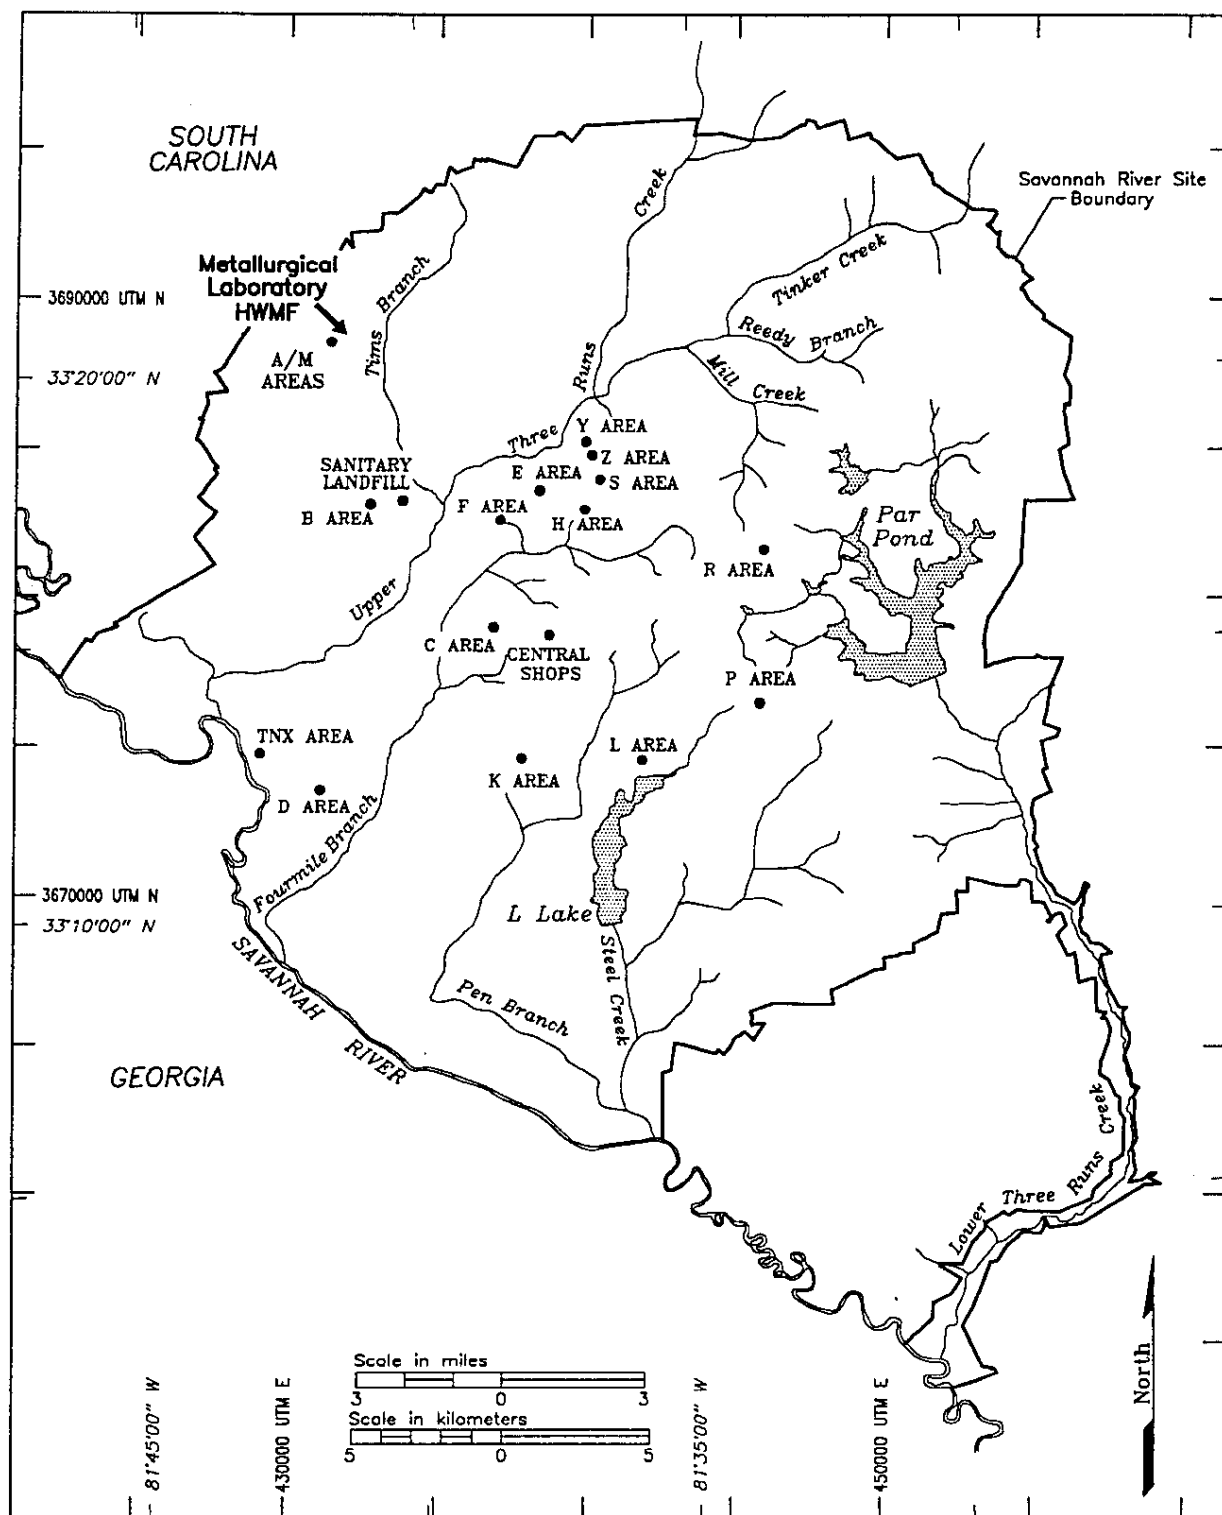 SOUTH
CAROLINA
Savannah River Site
Boundary
Creek
Tinker Creek
Metallurgical
Laboratory
HWMF
Branch
3690000 UTM N
Reedy Branch
A/M
AREAS
Tims
Runs
33°20'00" N
Mill Creek
Three
Y AREA
Z AREA
SANITARY
LANDFILL
E AREA
S AREA
B AREA
F AREA
H AREA
Par
Pond
R AREA
Upper
C AREA
CENTRAL
SHOPS
P AREA
TNX AREA
L AREA
K AREA
D AREA
Fourmile Branch
3670000 UTM N
L Lake
33°10'00" N
Steel Creek
SAVANNAH
RIVER
Pen Branch
GEORGIA
Lower Three Runs Creek
North
Scale in miles
3 0 3
Scale in kilometers
5 0 5
81°45'00" W
430000 UTM E
81°35'00" W
450000 UTM E